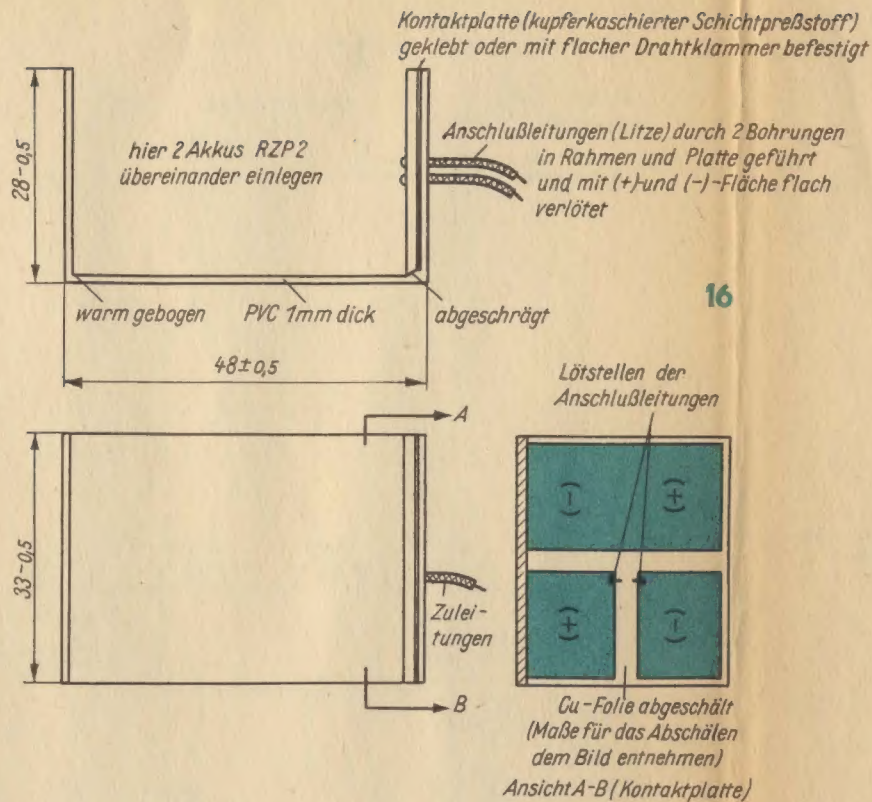 Kontaktplatte (kupferkaschierter Schichtpreßstoff)
geklebt oder mit flacher Drahtklammer befestigt
28-0,5
hier 2 Akkus RZP2
übereinander einlegen
Anschlußleitungen (Litze) durch 2 Bohrungen
in Rahmen und Platte geführt
und mit (+)-und (-)-Fläche flach
verlötet
warm gebogen
PVC 1mm dick
abgeschrägt
16
48±0,5
Lötstellen der
Anschlußleitungen
A
33-0,5
(-)
(+)
Zulei-
tungen
(+)
(-)
B
Cu-Folie abgeschält
(Maße für das Abschälen
dem Bild entnehmen)
Ansicht A-B (Kontaktplatte)